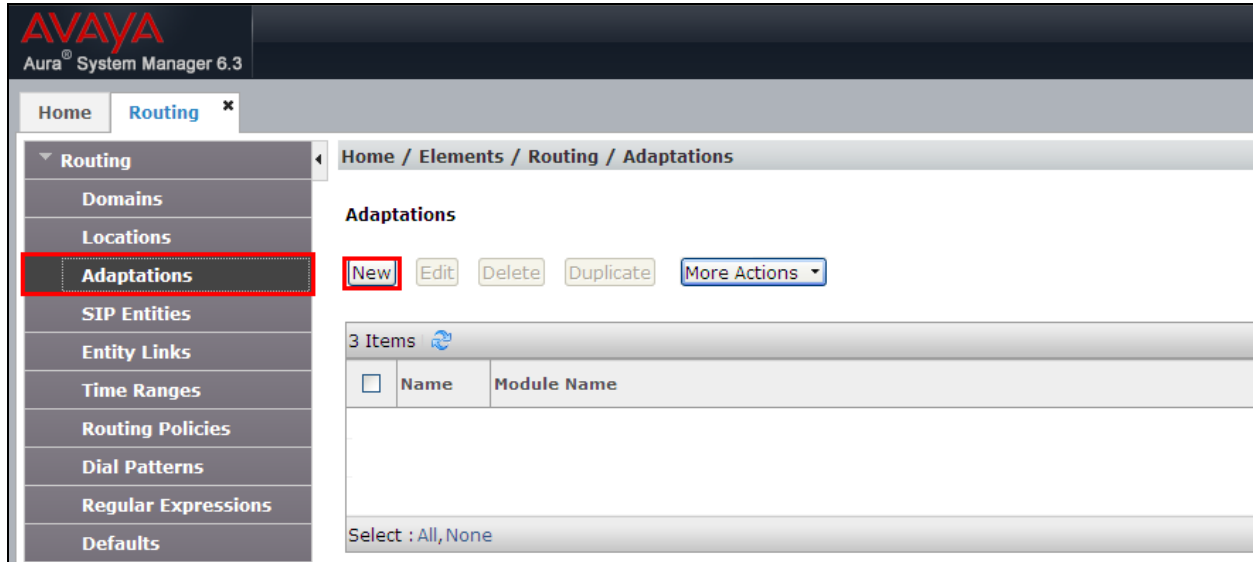 AVAYA
Aura® System Manager 6.3
Home
Routing ×
Routing
Domains
Locations
Adaptations
SIP Entities
Entity Links
Time Ranges
Routing Policies
Dial Patterns
Regular Expressions
Defaults
Home / Elements / Routing / Adaptations
Adaptations
New Edit Delete Duplicate More Actions
3 Items
Name Module Name
Select : All, None